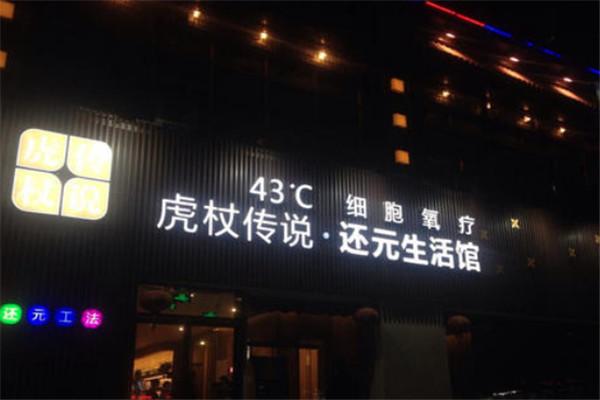 虎传
杖说
43℃ 细胞氧疗
虎杖传说·还元生活馆
还元工法